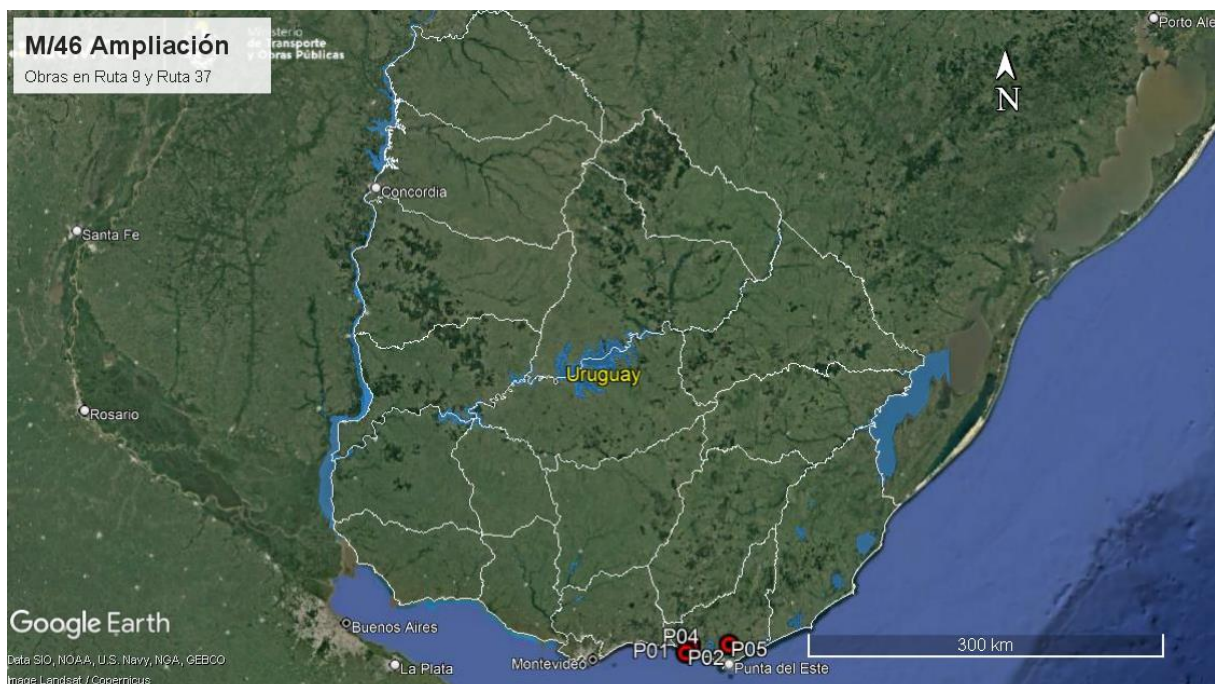 M/46 Ampliación
Obras en Ruta 9 y Ruta 37
Ministerio
de Transporte
y Obras Públicas
Porto Ale
N
Concordia
Santa Fe
Uruguay
Rosario
Google Earth
Buenos Aires
Data SIO, NOAA, U.S. Navy, NGA, GEBCO
La Plata
Image Landsat / Copernicus
Montevideo
P01
P04
P02
P05
Punta del Este
300 km